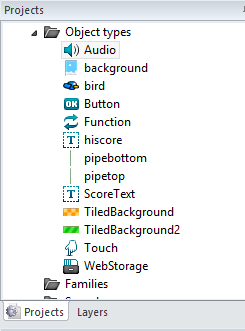 Projects
Object types
Audio
background
bird
Button
Function
hiscore
pipebottom
pipetop
ScoreText
TiledBackground
TiledBackground2
Touch
WebStorage
Families
Projects Layers